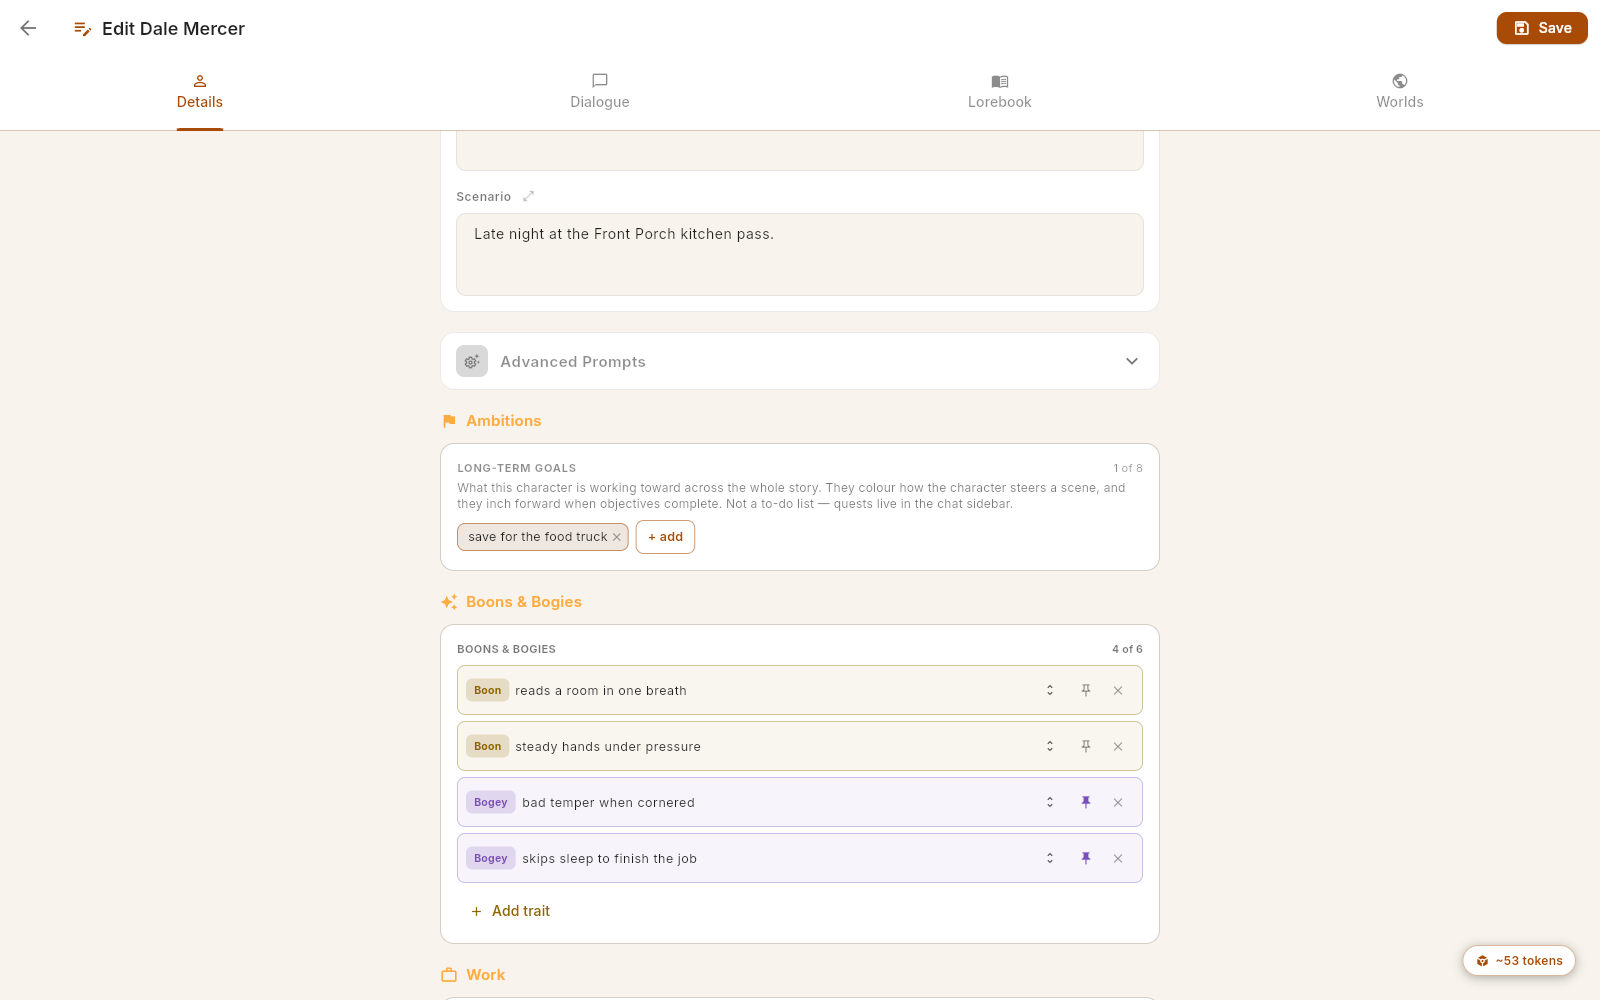 Edit Dale Mercer
Save
Details
Dialogue
Lorebook
Worlds
Scenario
Late night at the Front Porch kitchen pass.
Advanced Prompts
Ambitions
LONG-TERM GOALS
1 of 8
What this character is working toward across the whole story. They colour how the character steers a scene, and
they inch forward when objectives complete. Not a to-do list — quests live in the chat sidebar.
save for the food truck
+ add
Boons & Bogies
BOONS & BOGIES
4 of 6
Boon reads a room in one breath
Boon steady hands under pressure
Bogey bad temper when cornered
Bogey skips sleep to finish the job
+ Add trait
Work
~53 tokens